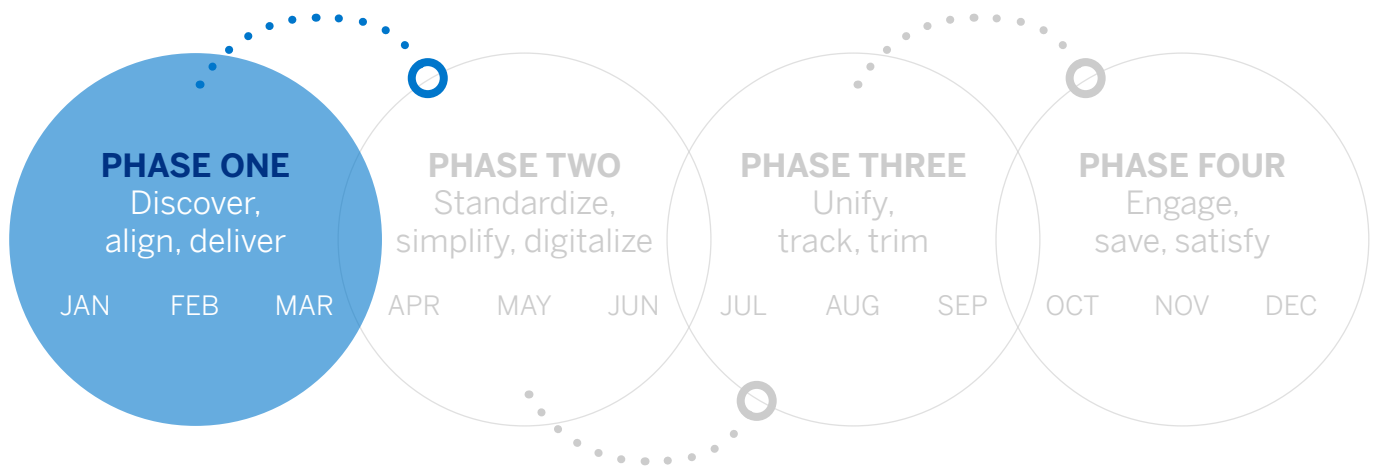 PHASE ONE
Discover,
align, deliver
JAN FEB MAR
PHASE TWO
Standardize,
simplify, digitalize
APR MAY JUN
PHASE THREE
Unify,
track, trim
JUL AUG SEP
PHASE FOUR
Engage,
save, satisfy
OCT NOV DEC